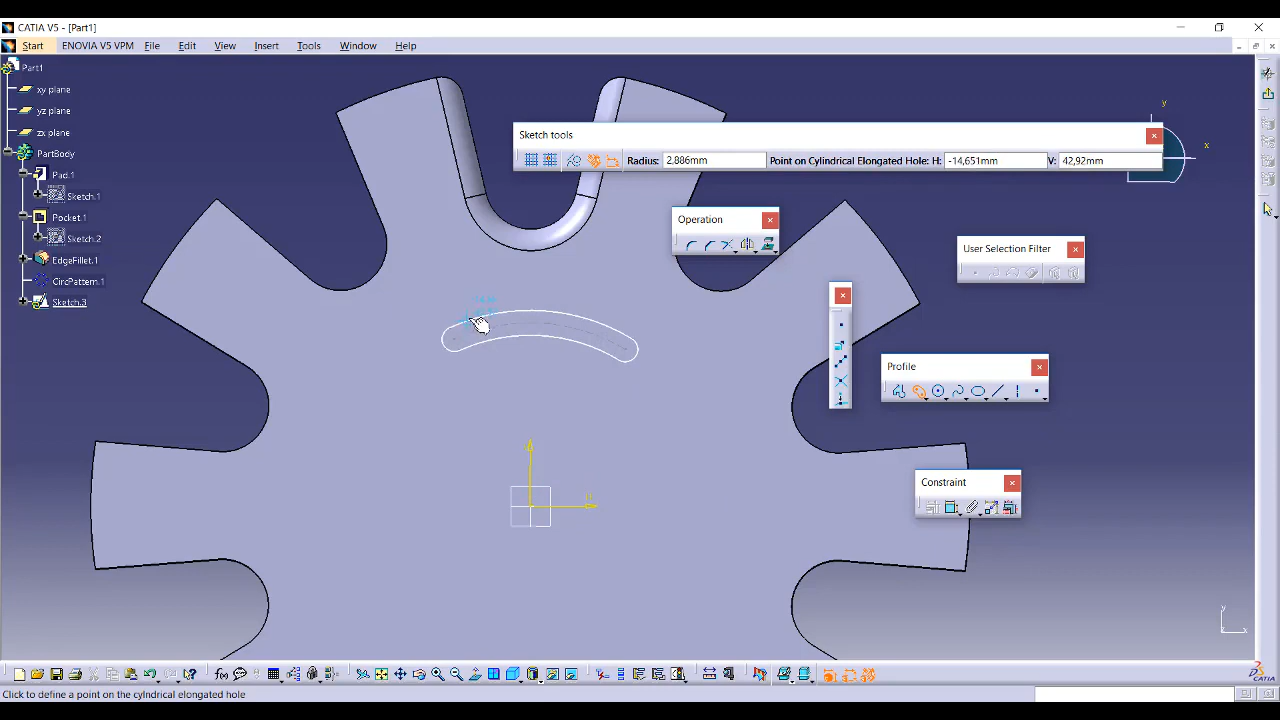 CATIA V5 - [Part1]
Start ENOVIA V5 VPM File Edit View Insert Tools Window Help
Part1
xy plane
yz plane
zx plane
PartBody
Pad.1
Sketch.1
Pocket.1
Sketch.2
EdgeFillet.1
CircPattern.1
Sketch.3
Sketch tools
Radius: 2,886mm Point on Cylindrical Elongated Hole: H: -14,651mm V: 42,92mm
Operation
User Selection Filter
Profile
Constraint
y
x
H
y
x
CATIA
Click to define a point on the cylndrical elongated hole